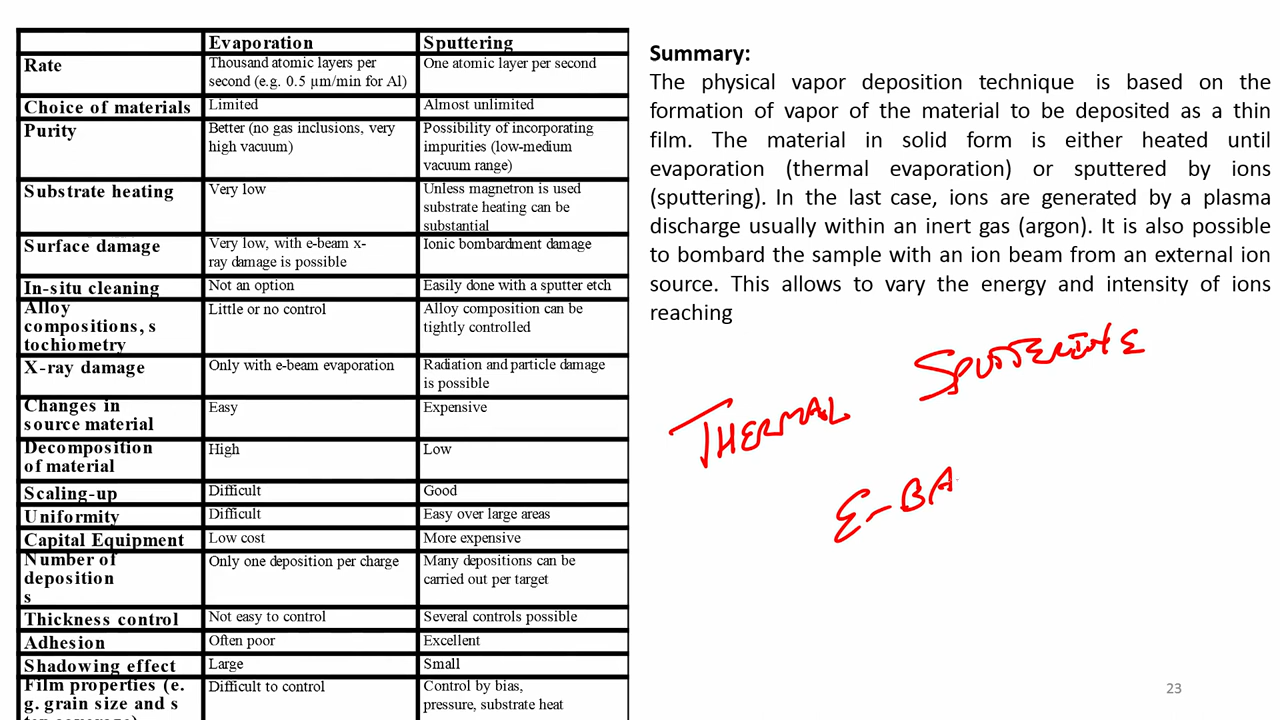 Evaporation Sputtering
Rate Thousand atomic layers per One atomic layer per second
second (e.g. 0.5 µm/min for Al)
Choice of materials Limited Almost unlimited
Purity Better (no gas inclusions, very Possibility of incorporating
high vacuum) impurities (low-medium
vacuum range)
Substrate heating Very low Unless magnetron is used
substrate heating can be
substantial
Surface damage Very low, with e-beam x- Ionic bombardment damage
ray damage is possible
In-situ cleaning Not an option Easily done with a sputter etch
Alloy Little or no control Alloy composition can be
compositions, s tightly controlled
tochiometry
X-ray damage Only with e-beam evaporation Radiation and particle damage
is possible
Changes in Easy Expensive
source material
Decomposition High Low
of material
Scaling-up Difficult Good
Uniformity Difficult Easy over large areas
Capital Equipment Low cost More expensive
Number of Only one deposition per charge Many depositions can be
deposition carried out per target
s
Thickness control Not easy to control Several controls possible
Adhesion Often poor Excellent
Shadowing effect Large Small
Film properties (e. Difficult to control Control by bias,
g. grain size and s pressure, substrate heat
Summary:
The physical vapor deposition technique is based on the
formation of vapor of the material to be deposited as a thin
film. The material in solid form is either heated until
evaporation (thermal evaporation) or sputtered by ions
(sputtering). In the last case, ions are generated by a plasma
discharge usually within an inert gas (argon). It is also possible
to bombard the sample with an ion beam from an external ion
source. This allows to vary the energy and intensity of ions
reaching
THERMAL
E-BA
23